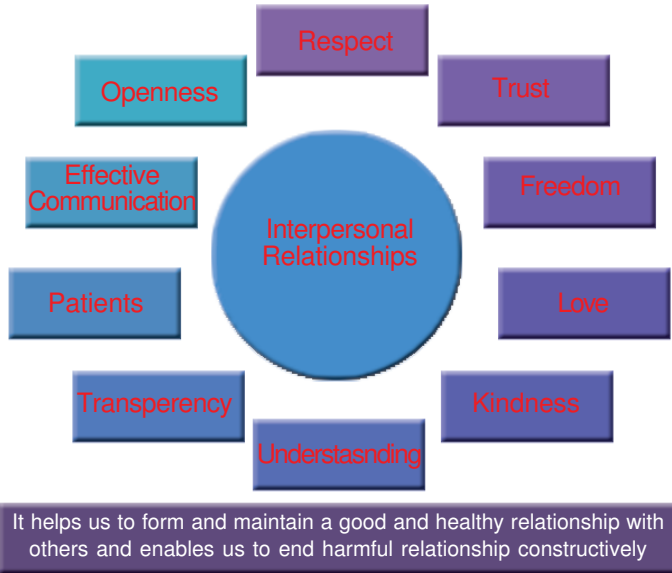 Respect
Openness
Trust
Effective
Communication
Freedom
Interpersonal
Relationships
Patients
Love
Transperency
Kindness
Understasnding
It helps us to form and maintain a good and healthy relationship with
others and enables us to end harmful relationship constructively